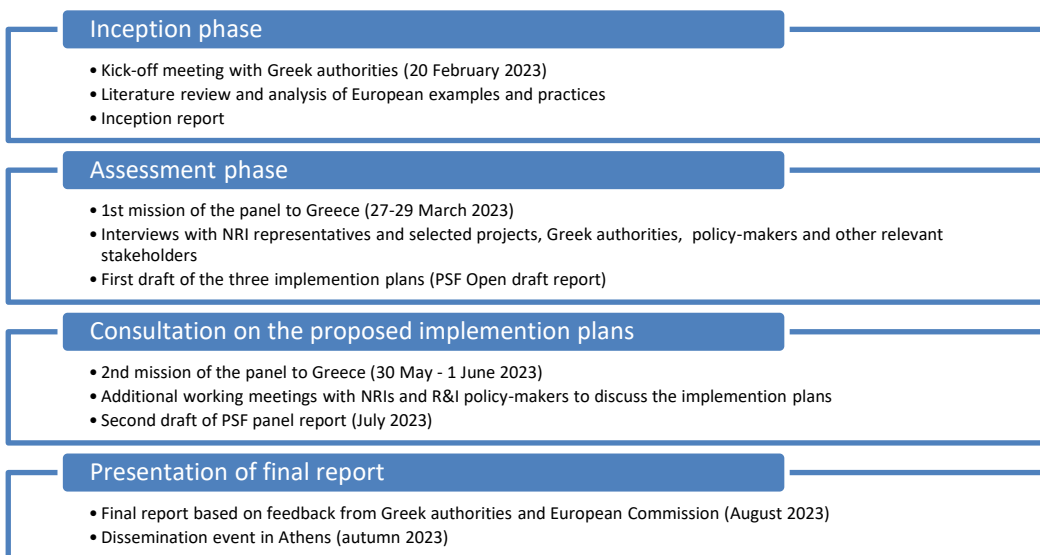 Inception phase
• Kick-off meeting with Greek authorities (20 February 2023)
• Literature review and analysis of European examples and practices
• Inception report
Assessment phase
• 1st mission of the panel to Greece (27-29 March 2023)
• Interviews with NRI representatives and selected projects, Greek authorities, policy-makers and other relevant
stakeholders
• First draft of the three implemention plans (PSF Open draft report)
Consultation on the proposed implemention plans
• 2nd mission of the panel to Greece (30 May - 1 June 2023)
• Additional working meetings with NRIs and R&I policy-makers to discuss the implemention plans
• Second draft of PSF panel report (July 2023)
Presentation of final report
• Final report based on feedback from Greek authorities and European Commission (August 2023)
• Dissemination event in Athens (autumn 2023)